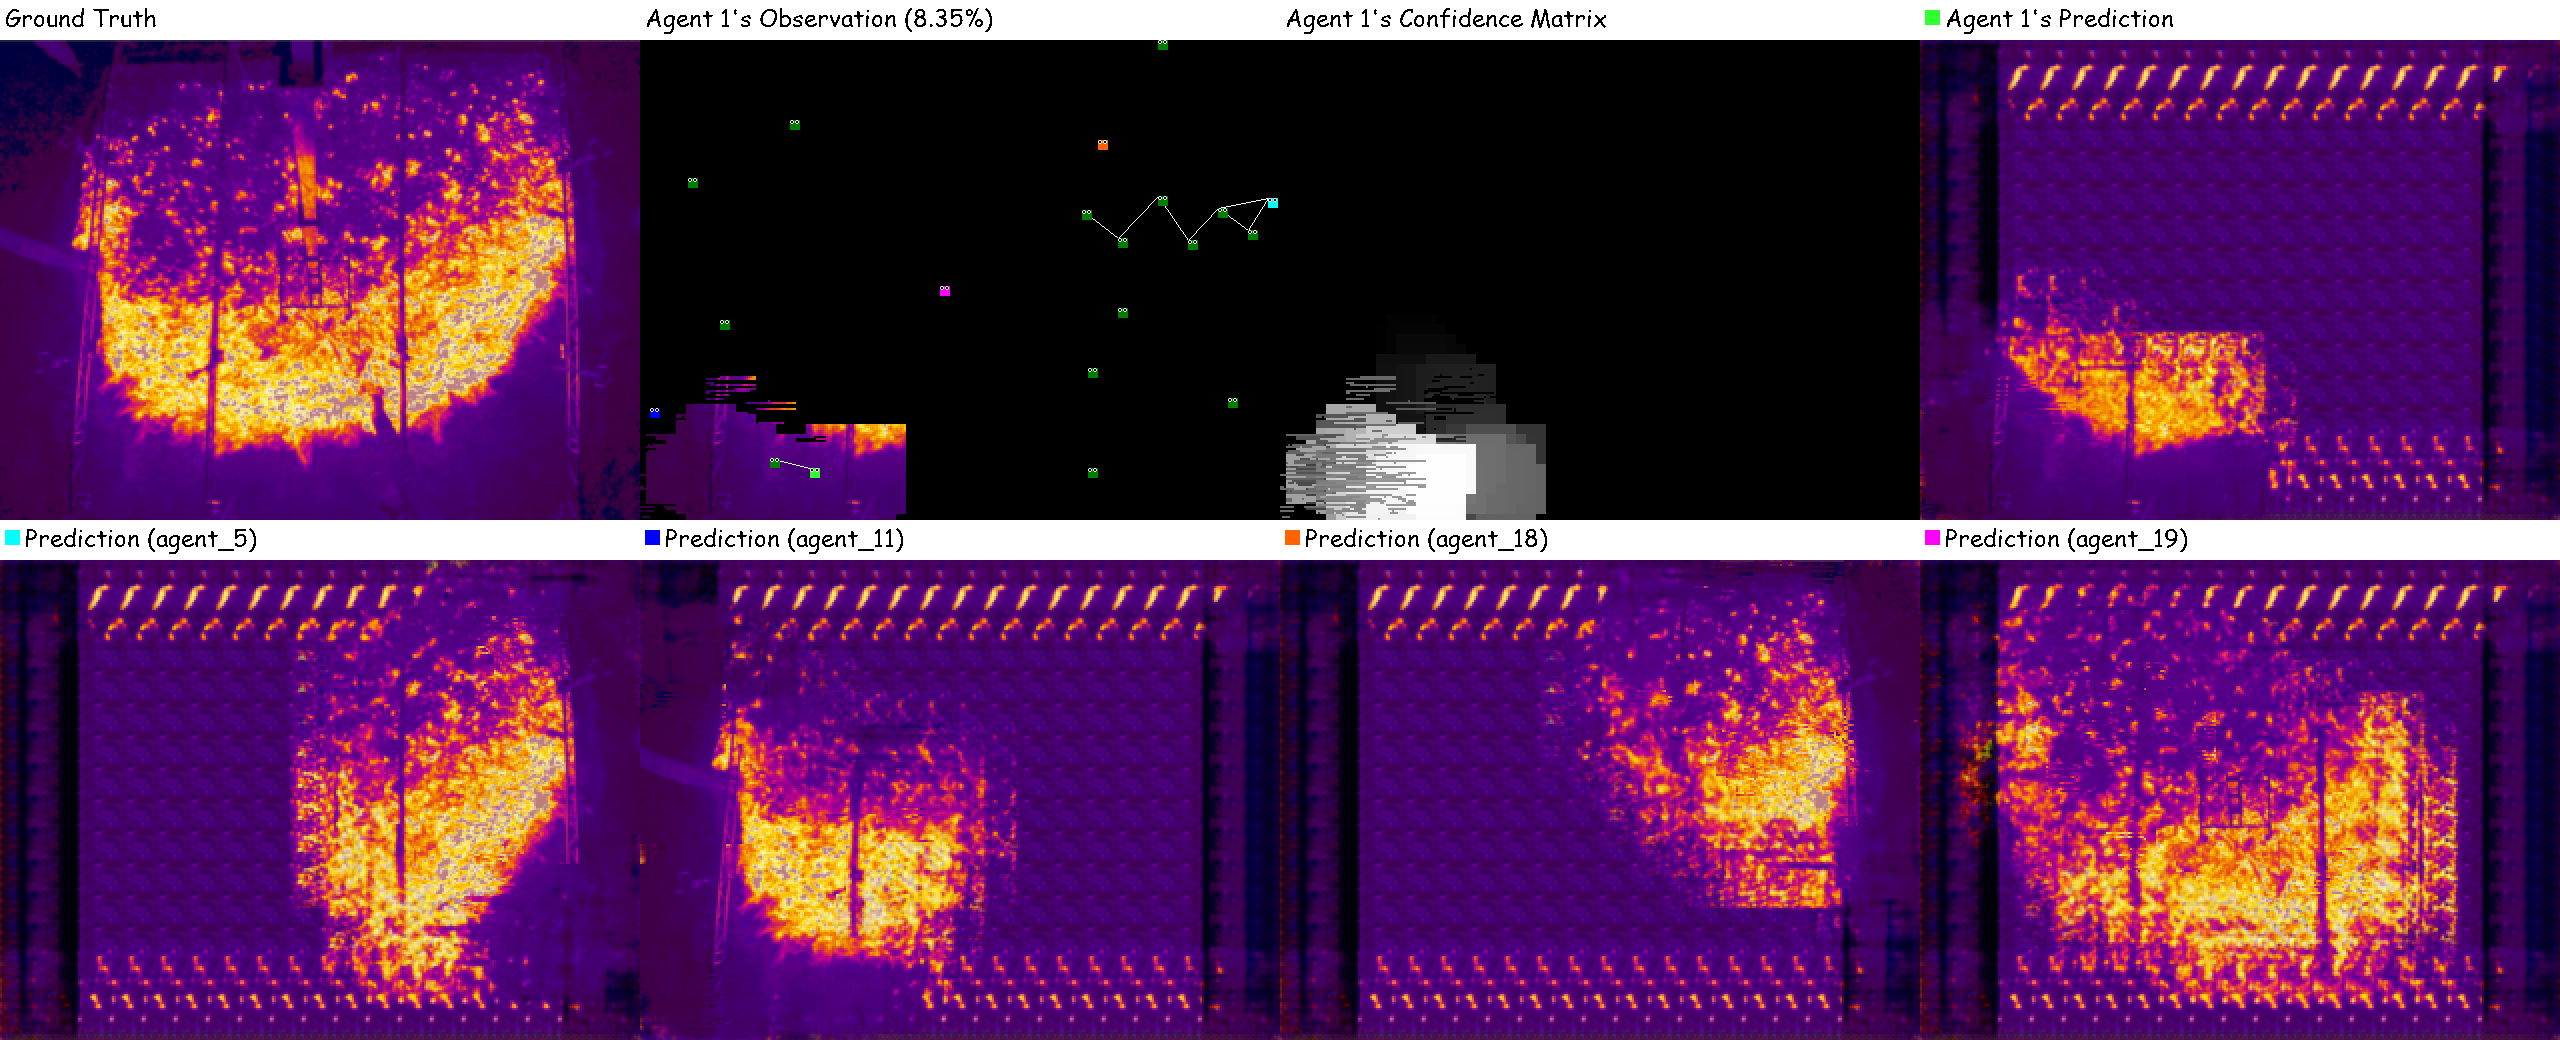 Ground Truth
Agent 1's Observation (8.35%)
Agent 1's Confidence Matrix
Agent 1's Prediction
Prediction (agent_5)
Prediction (agent_11)
Prediction (agent_18)
Prediction (agent_19)